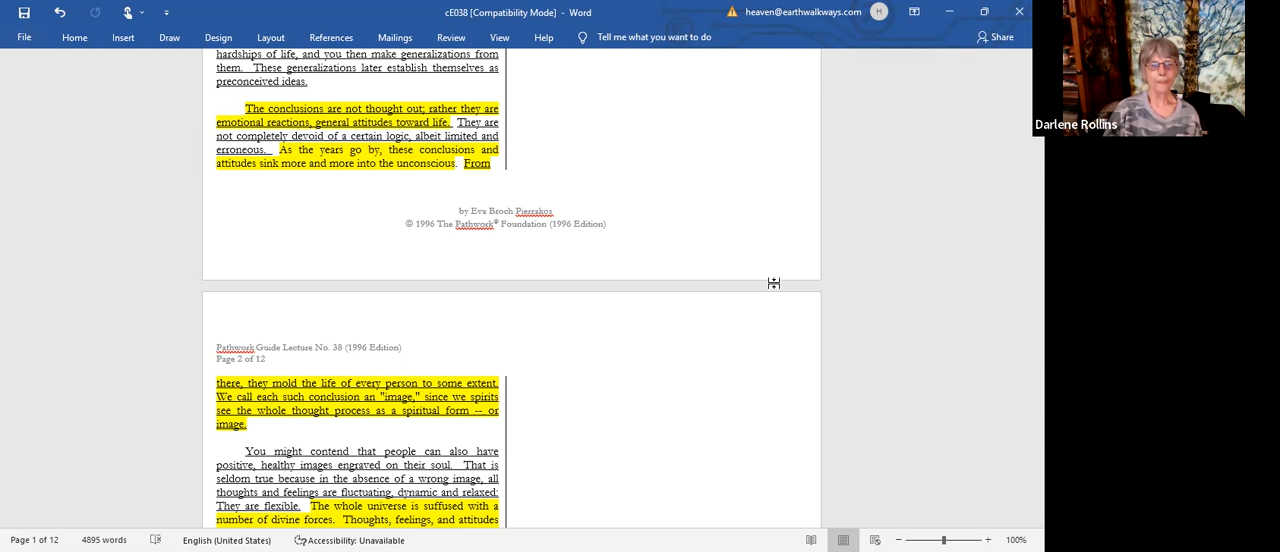 cE038 [Compatibility Mode] - Word
heaven@earthwalkways.com
H
File Home Insert Draw Design Layout References Mailings Review View Help Tell me what you want to do Share
hardships of life, and you then make generalizations from
them. These generalizations later establish themselves as
preconceived ideas.
The conclusions are not thought out; rather they are
emotional reactions, general attitudes toward life. They are
not completely devoid of a certain logic, albeit limited and
erroneous. As the years go by, these conclusions and
attitudes sink more and more into the unconscious. From
by Eva Broch Pierrakos
© 1996 The Pathwork® Foundation (1996 Edition)
Pathwork Guide Lecture No. 38 (1996 Edition)
Page 2 of 12
there, they mold the life of every person to some extent.
We call each such conclusion an "image," since we spirits
see the whole thought process as a spiritual form -- or
image.
You might contend that people can also have
positive, healthy images engraved on their soul. That is
seldom true because in the absence of a wrong image, all
thoughts and feelings are fluctuating, dynamic and relaxed:
They are flexible. The whole universe is suffused with a
number of divine forces. Thoughts, feelings, and attitudes
Page 1 of 12 4895 words English (United States) Accessibility: Unavailable 100%
Darlene Rollins